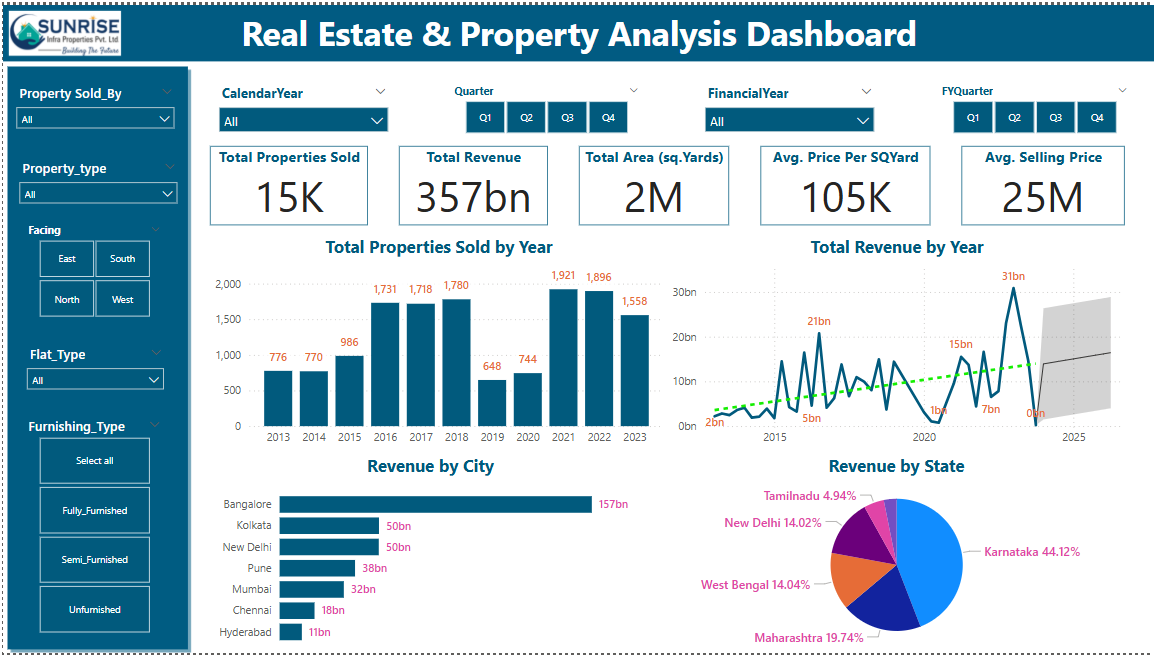 SUNRISE
Infra Properties Pvt. Ltd
Building The Future
Real Estate & Property Analysis Dashboard
Property Sold_By
All
Property_type
All
Facing
East South
North West
Flat_Type
All
Furnishing_Type
Select all
Fully_Furnished
Semi_Furnished
Unfurnished
CalendarYear
All
Quarter
Q1 Q2 Q3 Q4
FinancialYear
All
FYQuarter
Q1 Q2 Q3 Q4
Total Properties Sold
15K
Total Revenue
357bn
Total Area (sq.Yards)
2M
Avg. Price Per SQYard
105K
Avg. Selling Price
25M
Total Properties Sold by Year
2,000
1,500
1,000
500
0
776 770 986 1,731 1,718 1,780 648 744 1,921 1,896 1,558
2013 2014 2015 2016 2017 2018 2019 2020 2021 2022 2023
Total Revenue by Year
30bn
20bn
10bn
0bn
2bn 21bn 5bn 15bn 1bn 7bn 31bn 0bn
2015 2020 2025
Revenue by City
Bangalore 157bn
Kolkata 50bn
New Delhi 50bn
Pune 38bn
Mumbai 32bn
Chennai 18bn
Hyderabad 11bn
Revenue by State
Tamilnadu 4.94%
New Delhi 14.02%
Karnataka 44.12%
West Bengal 14.04%
Maharashtra 19.74%